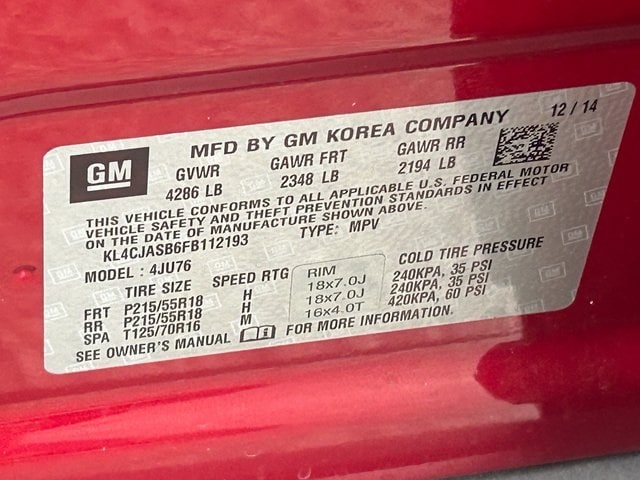 12 / 14
GM MFD BY GM KOREA COMPANY
GVWR GAWR FRT GAWR RR
4286 LB 2348 LB 2194 LB
THIS VEHICLE CONFORMS TO ALL APPLICABLE U.S. FEDERAL MOTOR
VEHICLE SAFETY AND THEFT PREVENTION STANDARDS IN EFFECT
ON THE DATE OF MANUFACTURE SHOWN ABOVE.
KL4CJASB6FB112193 TYPE: MPV
MODEL : 4JU76
TIRE SIZE SPEED RTG RIM COLD TIRE PRESSURE
FRT P215/55R18 H 18x7.0J 240KPA, 35 PSI
RR P215/55R18 H 18x7.0J 240KPA, 35 PSI
SPA T125/70R16 M 16x4.0T 420KPA, 60 PSI
SEE OWNER'S MANUAL FOR MORE INFORMATION.